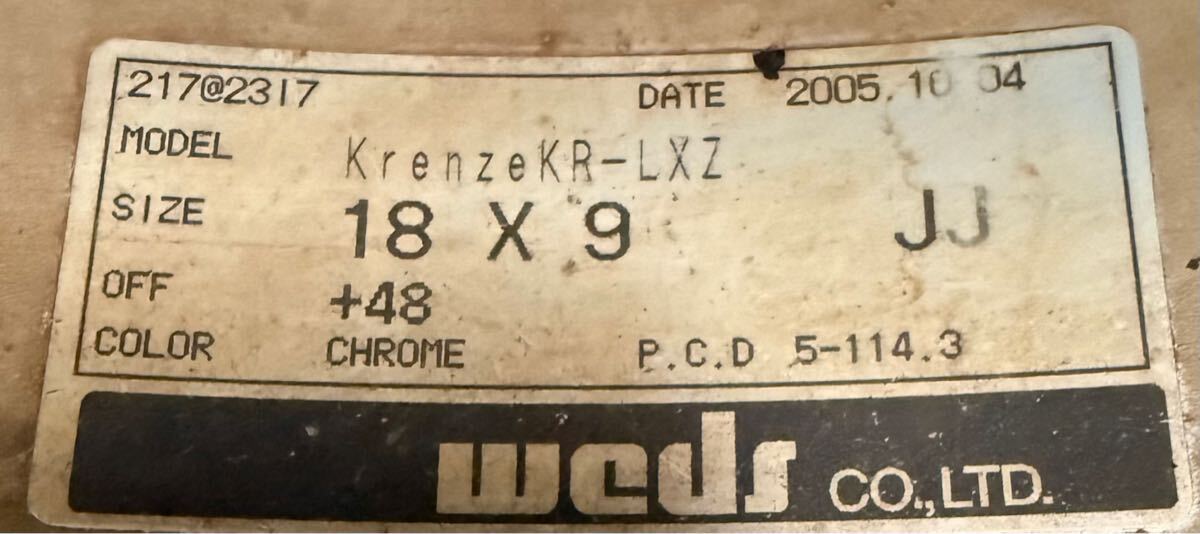 217@2317 DATE 2005.10 04
MODEL KrenzeKR-LXZ
SIZE 18 X 9 JJ
OFF +48
COLOR CHROME P.C.D 5-114.3
weds CO.,LTD.